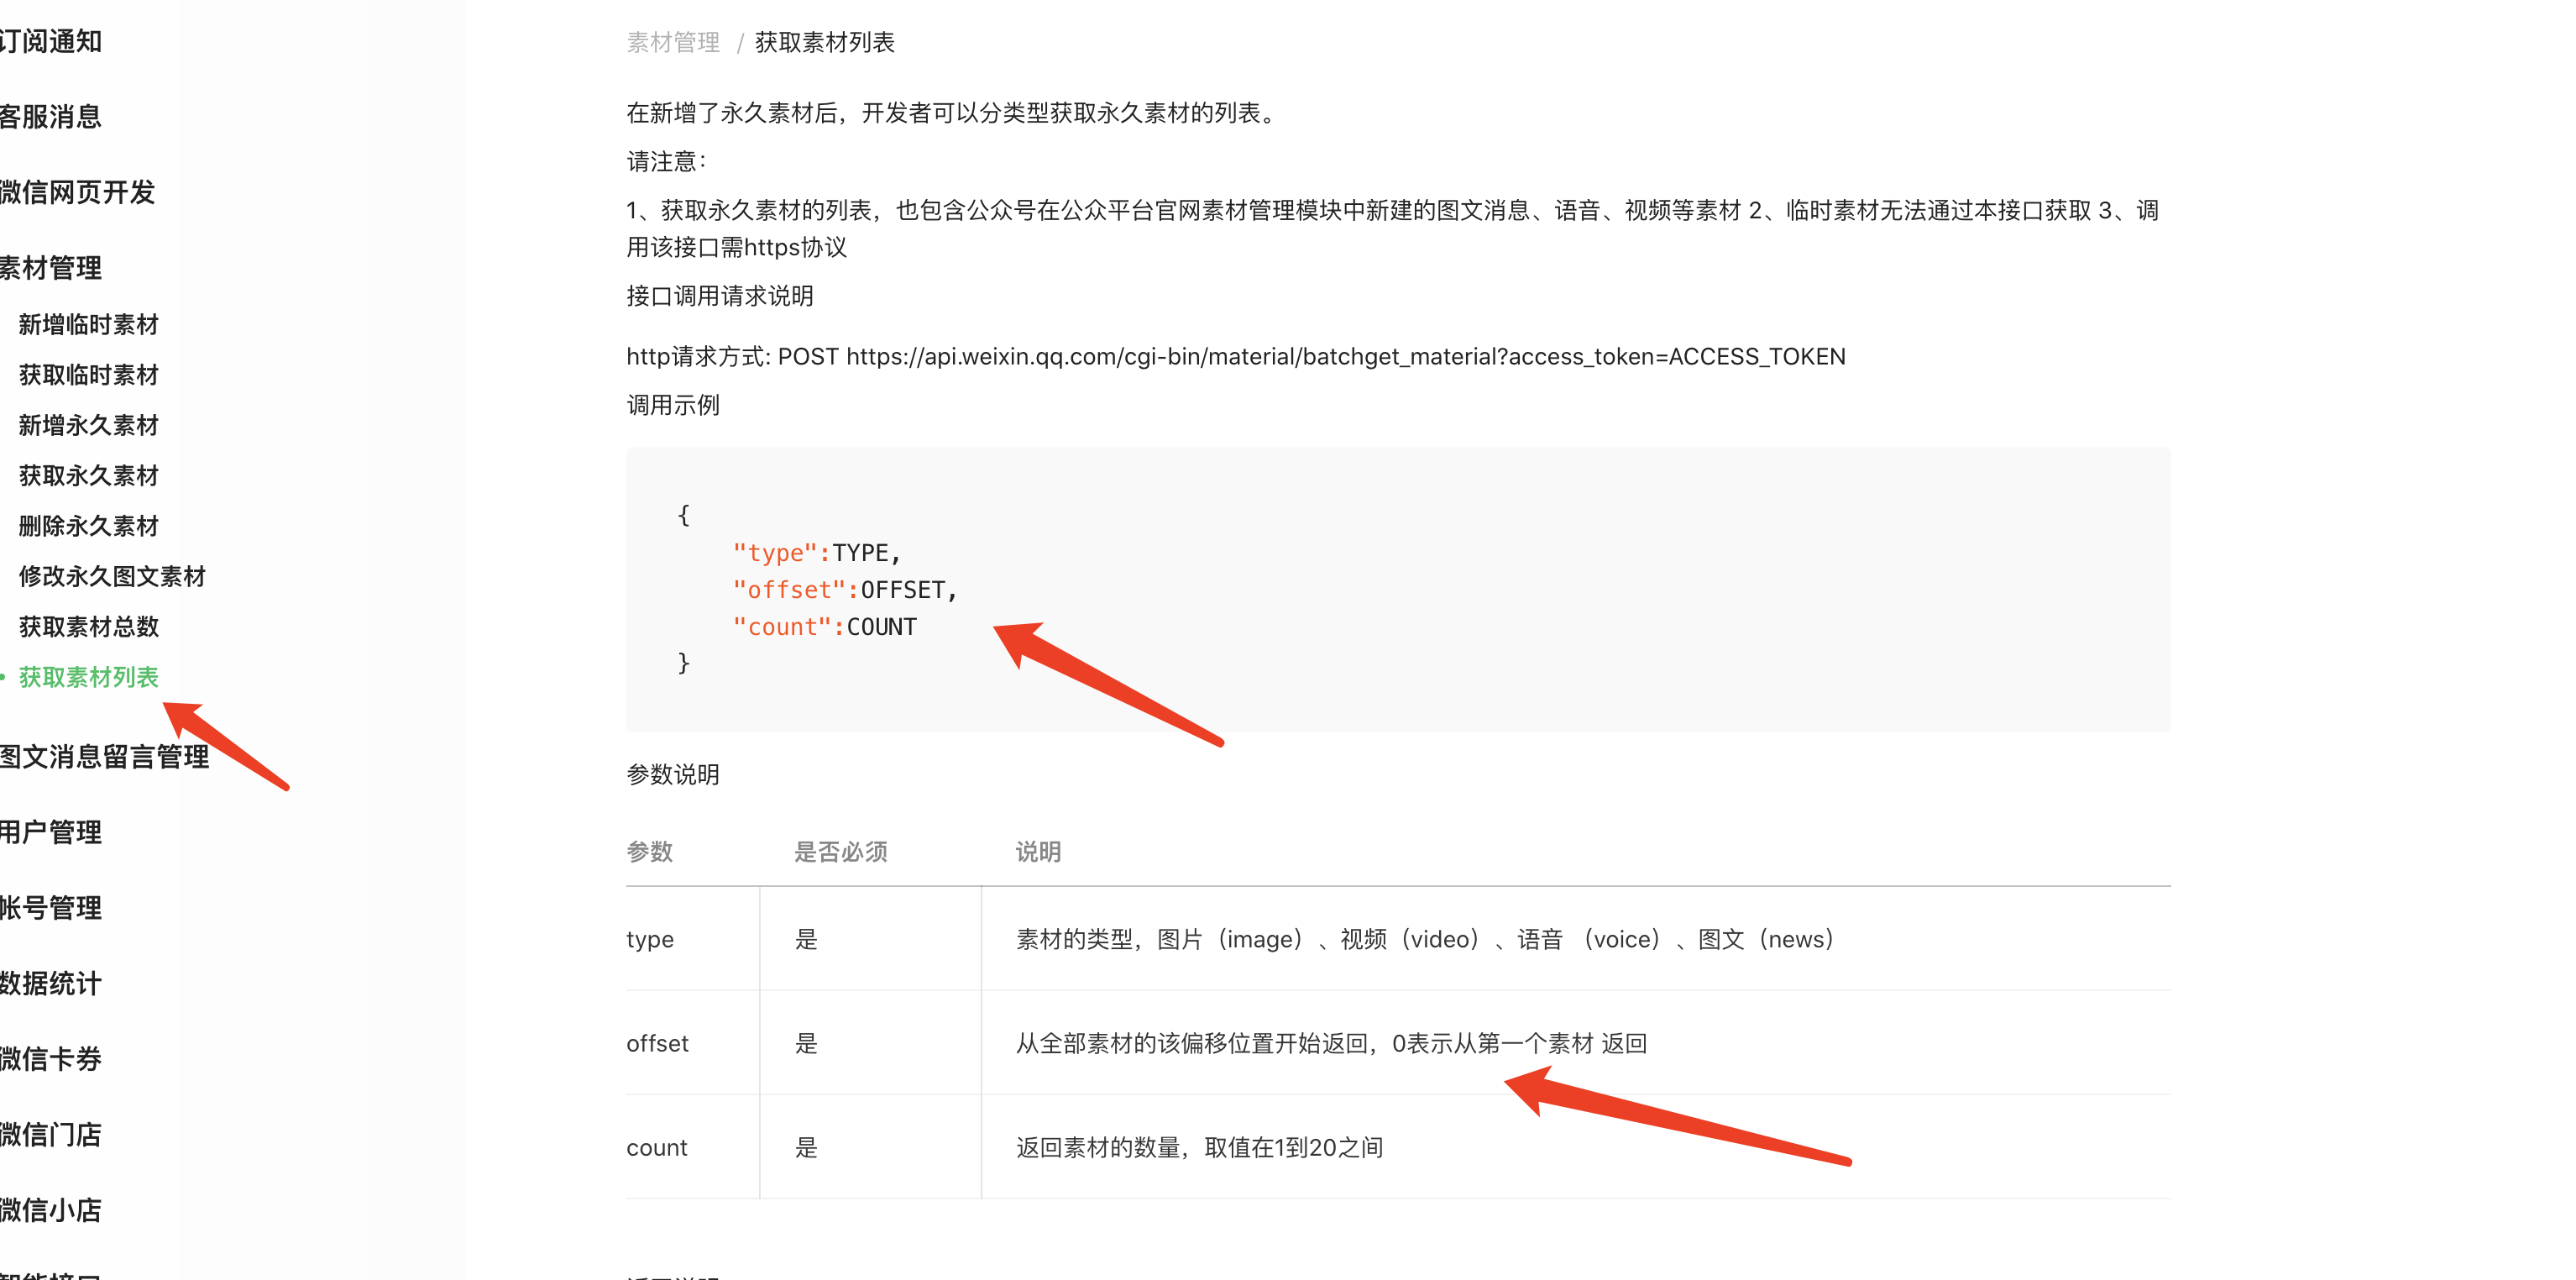 订阅通知
客服消息
微信网页开发
素材管理
新增临时素材
获取临时素材
新增永久素材
获取永久素材
删除永久素材
修改永久图文素材
获取素材总数
获取素材列表
图文消息留言管理
用户管理
帐号管理
数据统计
微信卡券
微信门店
微信小店
素材管理 / 获取素材列表
在新增了永久素材后，开发者可以分类型获取永久素材的列表。
请注意：
1、获取永久素材的列表，也包含公众号在公众平台官网素材管理模块中新建的图文消息、语音、视频等素材 2、临时素材无法通过本接口获取 3、调
用该接口需https协议
接口调用请求说明
http请求方式: POST https://api.weixin.qq.com/cgi-bin/material/batchget_material?access_token=ACCESS_TOKEN
调用示例
{
"type":TYPE,
"offset":OFFSET,
"count":COUNT
}
参数说明
参数 是否必须 说明
type 是 素材的类型，图片（image）、视频（video）、语音 （voice）、图文（news）
offset 是 从全部素材的该偏移位置开始返回，0表示从第一个素材 返回
count 是 返回素材的数量，取值在1到20之间